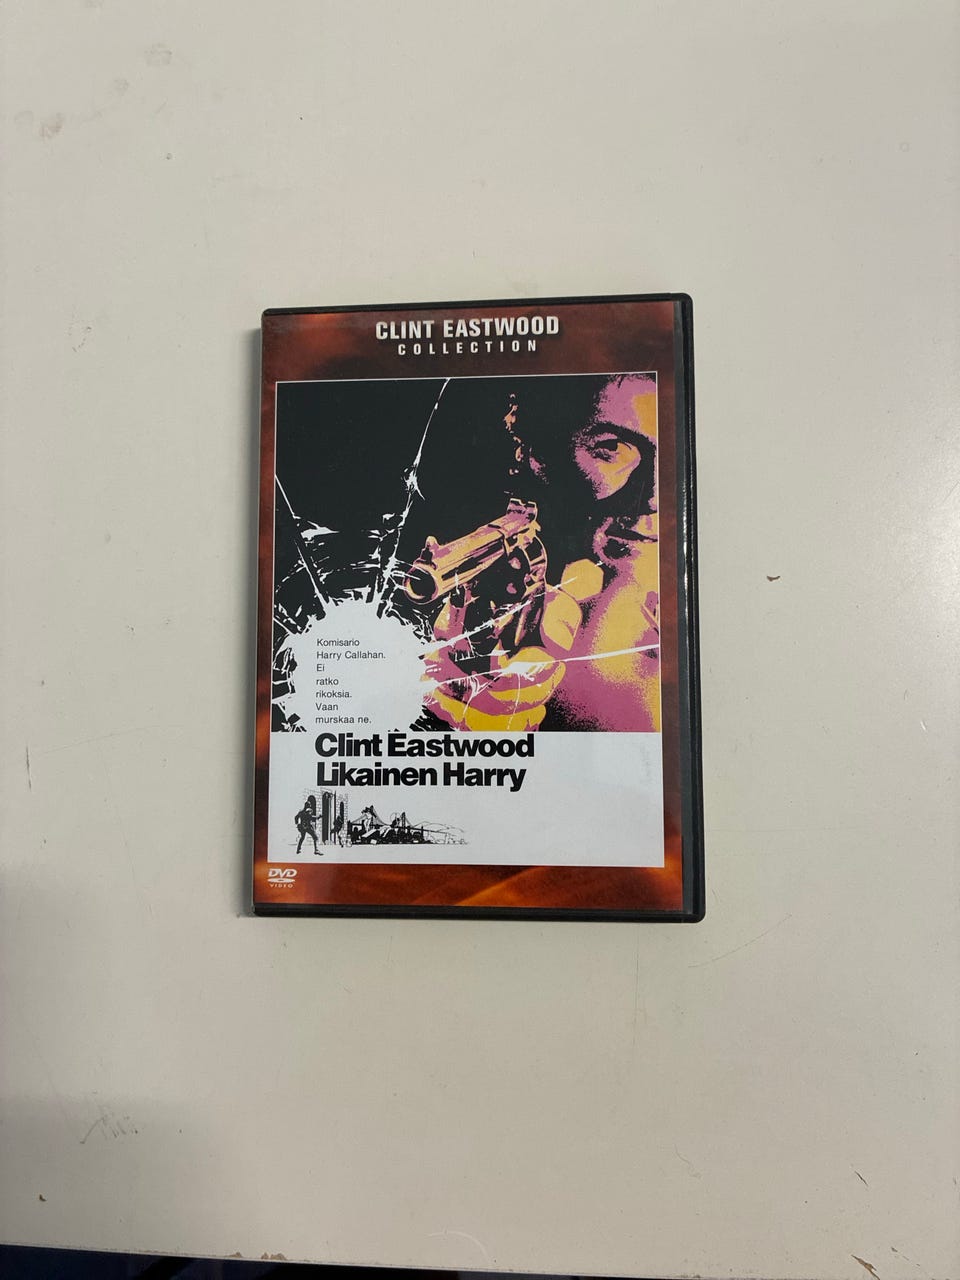 CLINT EASTWOOD
COLLECTION
Komisario
Harry Callahan.
Ei
ratko
rikoksia.
Vaan
murskaa ne.
Clint Eastwood
Likainen Harry
DVD
VIDEO